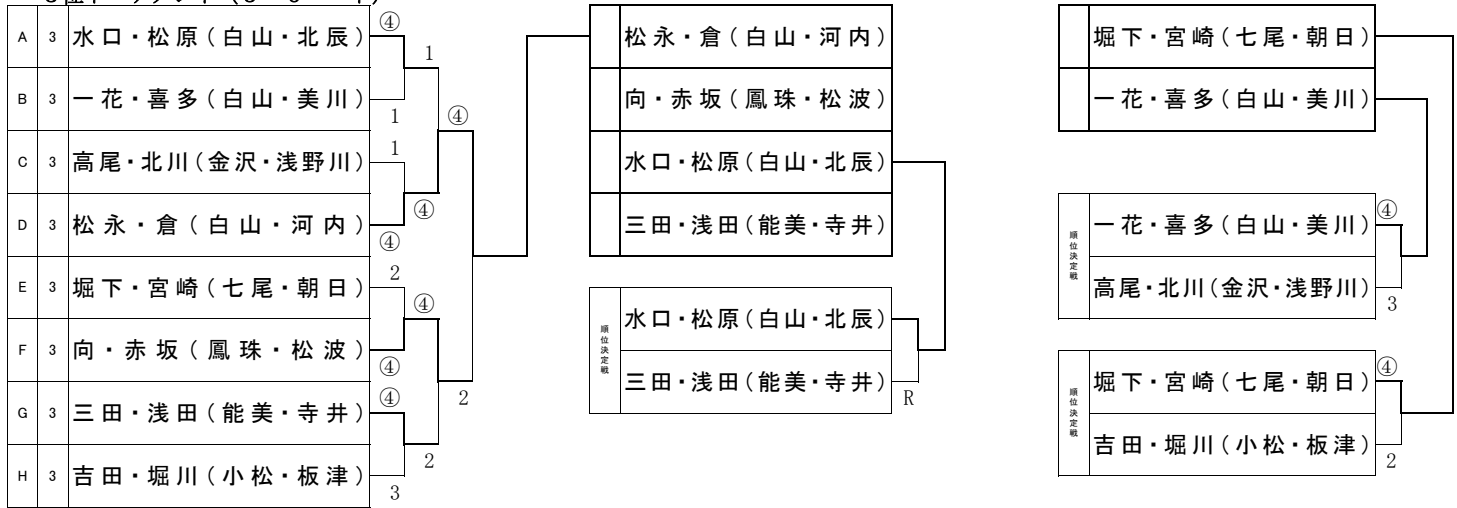 A 3 水口・松原(白山・北辰) ④
1
B 3 一花・喜多(白山・美川) 1
④
C 3 高尾・北川(金沢・浅野川) 1
④
D 3 松永・倉(白山・河内) ④
E 3 堀下・宮崎(七尾・朝日) 2
④
F 3 向・赤坂(鳳珠・松波) ④
2
G 3 三田・浅田(能美・寺井) ④
2
H 3 吉田・堀川(小松・板津) 3
松永・倉(白山・河内)
向・赤坂(鳳珠・松波)
水口・松原(白山・北辰)
三田・浅田(能美・寺井)
順位決定戦
水口・松原(白山・北辰)
三田・浅田(能美・寺井) R
堀下・宮崎(七尾・朝日)
一花・喜多(白山・美川)
順位決定戦
一花・喜多(白山・美川) ④
高尾・北川(金沢・浅野川) 3
順位決定戦
堀下・宮崎(七尾・朝日) ④
吉田・堀川(小松・板津) 2